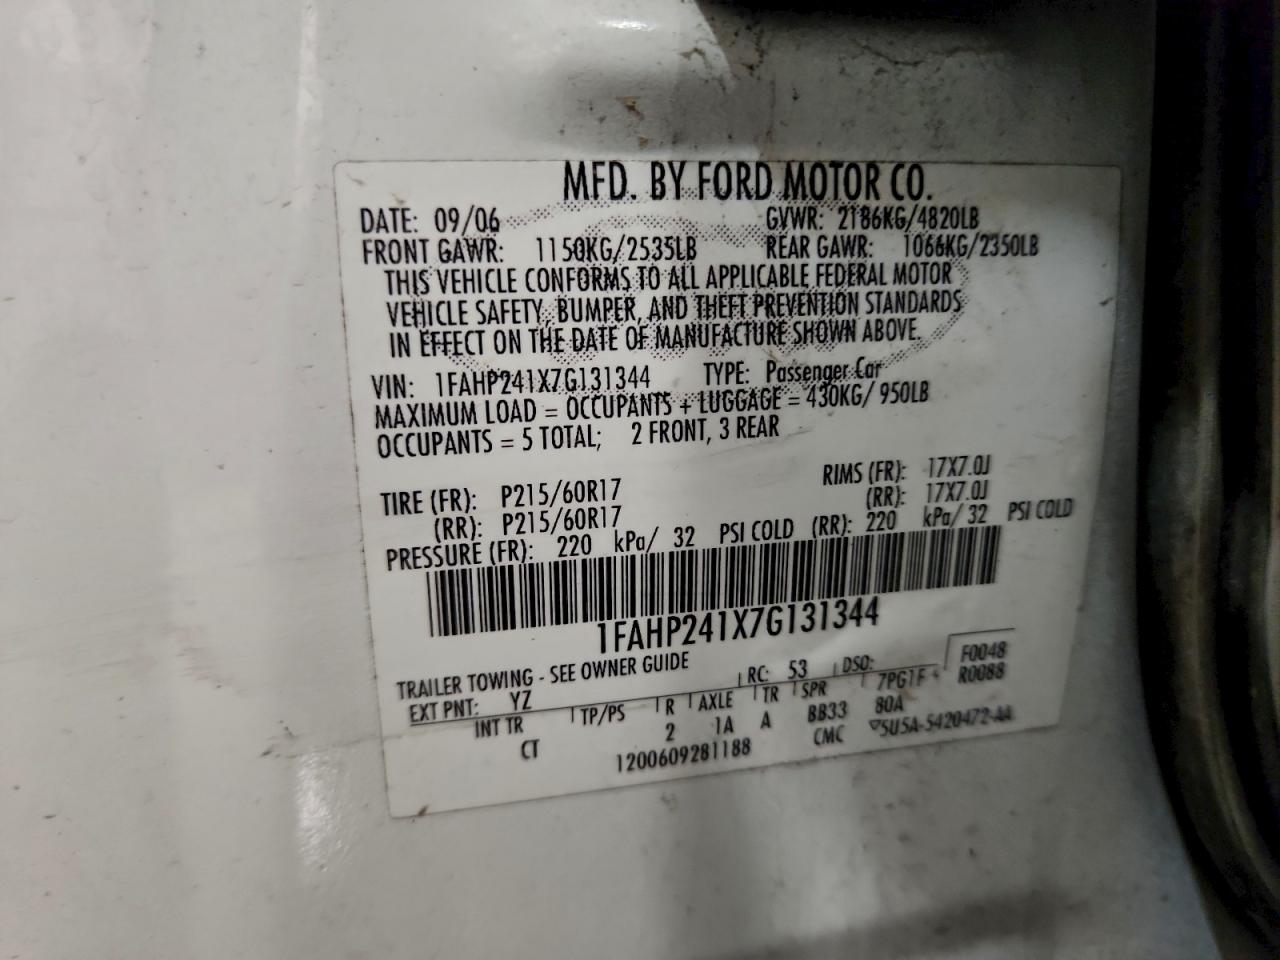 MFD. BY FORD MOTOR CO.
DATE: 09/06 GVWR: 2186KG/4820LB
FRONT GAWR: 1150KG/2535LB REAR GAWR: 1066KG/2350LB
THIS VEHICLE CONFORMS TO ALL APPLICABLE FEDERAL MOTOR
VEHICLE SAFETY, BUMPER, AND THEFT PREVENTION STANDARDS
IN EFFECT ON THE DATE OF MANUFACTURE SHOWN ABOVE.
VIN: 1FAHP241X7G131344 TYPE: Passenger Car
MAXIMUM LOAD = OCCUPANTS + LUGGAGE = 430KG/ 950LB
OCCUPANTS = 5 TOTAL; 2 FRONT, 3 REAR
TIRE (FR): P215/60R17 RIMS (FR): 17X7.0J
(RR): P215/60R17 (RR): 17X7.0J
PRESSURE (FR): 220 kPa/ 32 PSI COLD (RR): 220 kPa/ 32 PSI COLD
1FAHP241X7G131344
TRAILER TOWING - SEE OWNER GUIDE
EXT PNT: YZ RC: 53 DSO: F0048
INT TR TP/PS R AXLE TR SPR 7PG1F R0088
CT 2 1A A BB33 80A
1200609281188 CMC 5U5A-5420472-AA